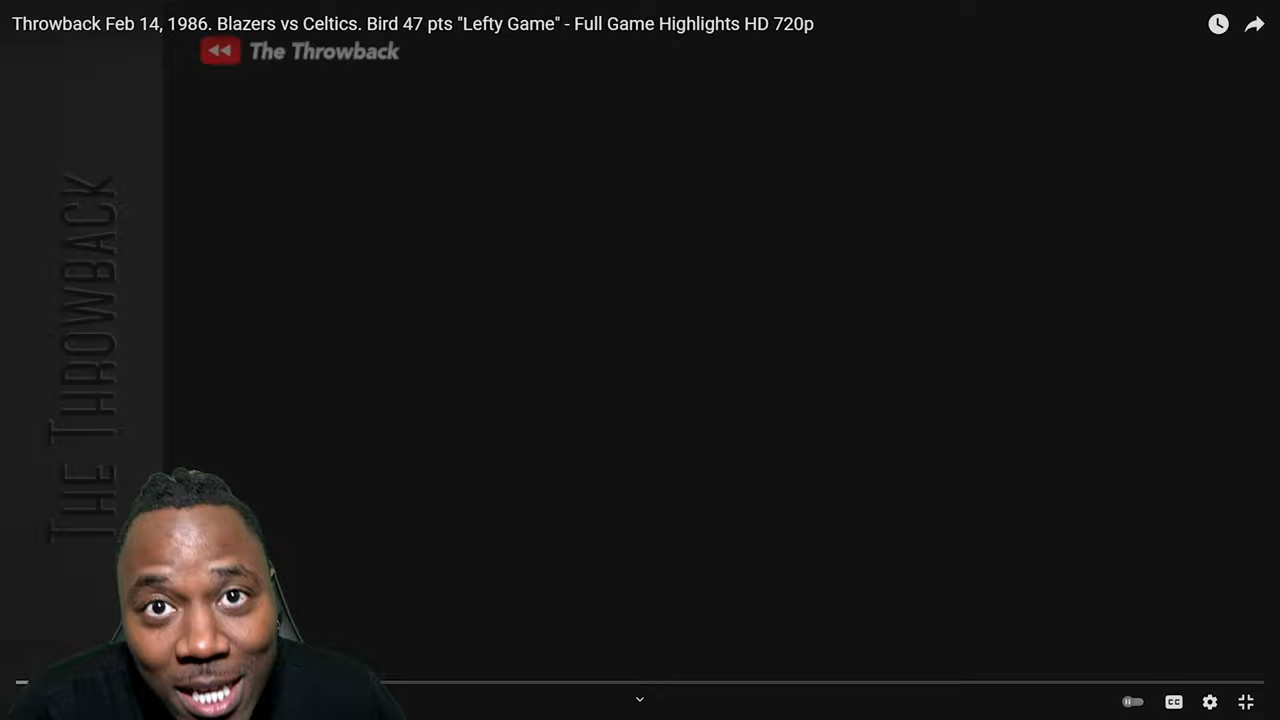 Throwback Feb 14, 1986. Blazers vs Celtics. Bird 47 pts "Lefty Game" - Full Game Highlights HD 720p
The Throwback
THE THROWBACK
CC